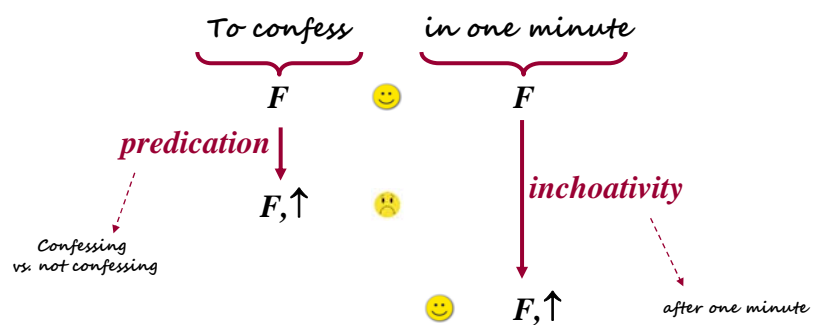 To confess in one minute
F F
predication
inchoativity
F,↑
Confessing
vs. not confessing
F,↑
after one minute